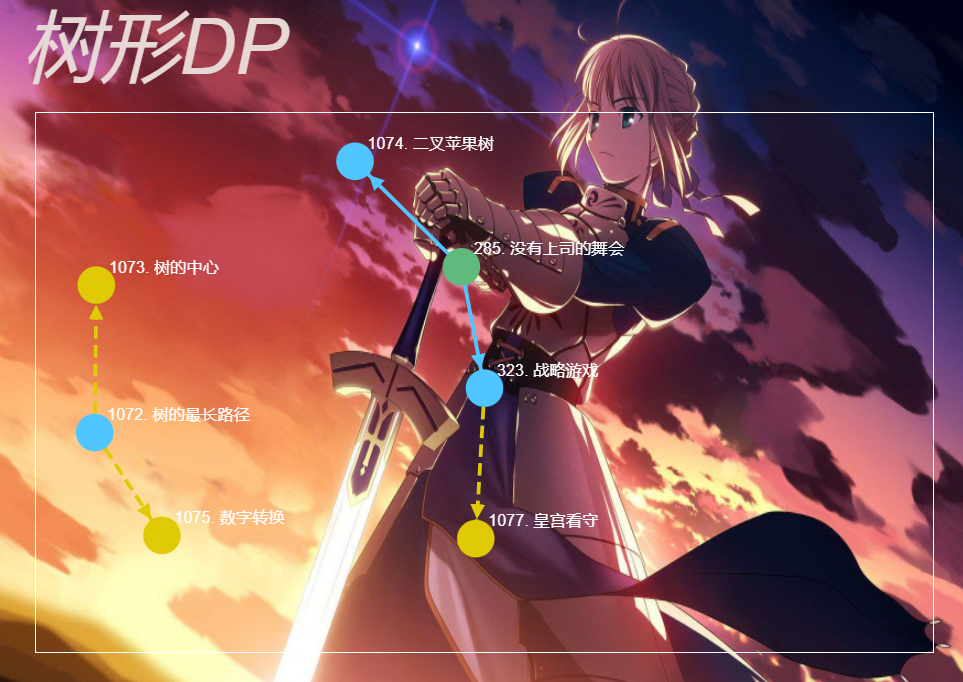 树形DP
1074. 二叉苹果树
285. 没有上司的舞会
1073. 树的中心
323. 战略游戏
1072. 树的最长路径
1075. 数字转换
1077. 皇宫看守